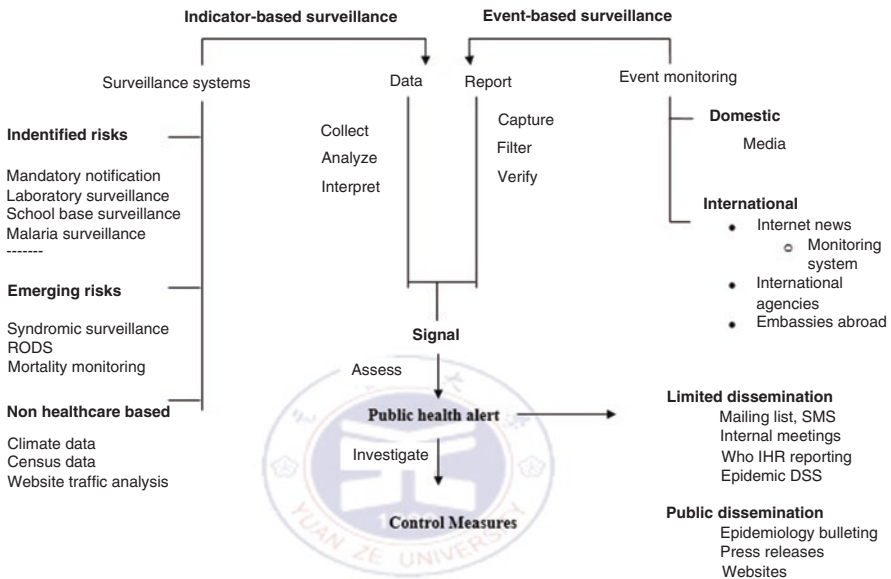 Indicator-based surveillance
Event-based surveillance
Surveillance systems
Data
Report
Event monitoring
Indentified risks
Mandatory notification
Laboratory surveillance
School base surveillance
Malaria surveillance
-------
Emerging risks
Syndromic surveillance
RODS
Mortality monitoring
Non healthcare based
Climate data
Census data
Website traffic analysis
Collect
Analyze
Interpret
Capture
Filter
Verify
Domestic
Media
International
Internet news
Monitoring
system
International
agencies
Embassies abroad
Signal
Assess
Public health alert
Investigate
Control Measures
YUAN ZE UNIVERSITY
Limited dissemination
Mailing list, SMS
Internal meetings
Who IHR reporting
Epidemic DSS
Public dissemination
Epidemiology bulleting
Press releases
Websites